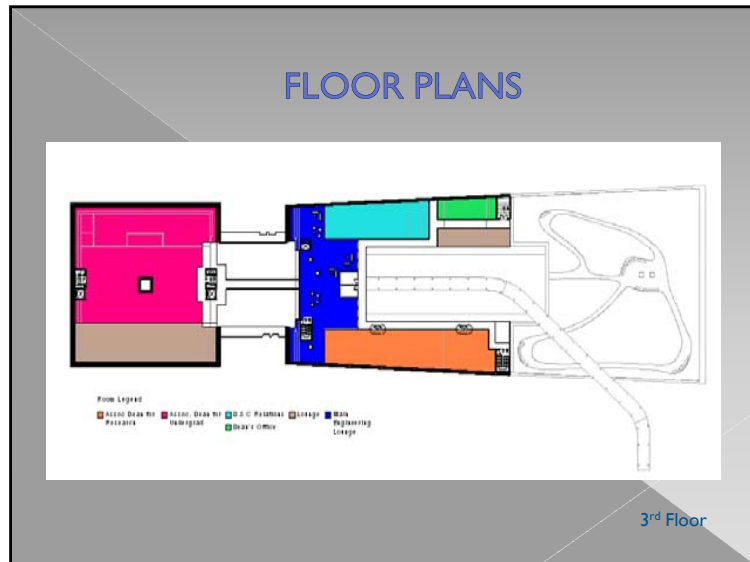 FLOOR PLANS
Room Legend
Assoc Dean for Research
Assoc. Dean for Undergrad
D & C Relations
Dean's Office
Lounge
Main Engineering Lounge
3rd Floor